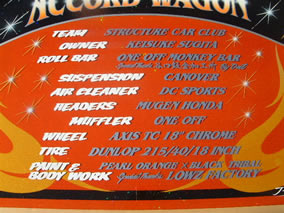 ACCORD WAGON
TEAM STRUCTURE CAR CLUB
OWNER KEISUKE SUGITA
ROLL BAR ONE OFF MONKEY BAR
SUSPENSION CANOVER
AIR CLEANER DC SPORTS
HEADERS MUGEN HONDA
MUFFLER ONE OFF
WHEEL AXIS TC 18" CHROME
TIRE DUNLOP 215/40/18 INCH
PAINT & PEARL ORANGE × BLACK
BODY WORK Special Thanks LOWZ FACTORY